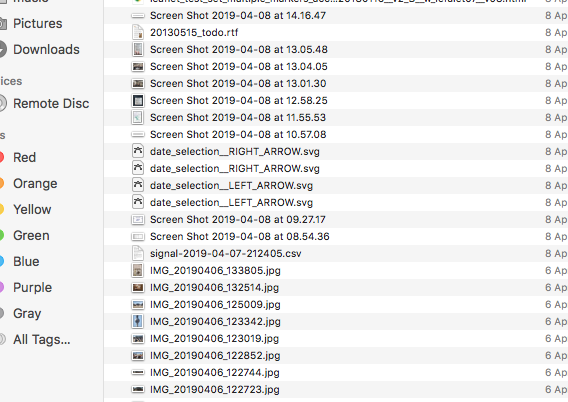 Pictures
Downloads
Remote Disc
Red
Orange
Yellow
Green
Blue
Purple
Gray
All Tags...
Screen Shot 2019-04-08 at 14.16.47 8 Ap
20130515_todo.rtf 8 Ap
Screen Shot 2019-04-08 at 13.05.48 8 Ap
Screen Shot 2019-04-08 at 13.04.05 8 Ap
Screen Shot 2019-04-08 at 13.01.30 8 Ap
Screen Shot 2019-04-08 at 12.58.25 8 Ap
Screen Shot 2019-04-08 at 11.55.53 8 Ap
Screen Shot 2019-04-08 at 10.57.08 8 Ap
date_selection__RIGHT_ARROW.svg 8 Ap
date_selection__RIGHT_ARROW.svg 8 Ap
date_selection__LEFT_ARROW.svg 8 Ap
date_selection__LEFT_ARROW.svg 8 Ap
Screen Shot 2019-04-08 at 09.27.17 8 Ap
Screen Shot 2019-04-08 at 08.54.36 8 Ap
signal-2019-04-07-212405.csv 8 Ap
IMG_20190406_133805.jpg 6 Ap
IMG_20190406_132514.jpg 6 Ap
IMG_20190406_125009.jpg 6 Ap
IMG_20190406_123342.jpg 6 Ap
IMG_20190406_123019.jpg 6 Ap
IMG_20190406_122852.jpg 6 Ap
IMG_20190406_122744.jpg 6 Ap
IMG_20190406_122723.jpg 6 Ap